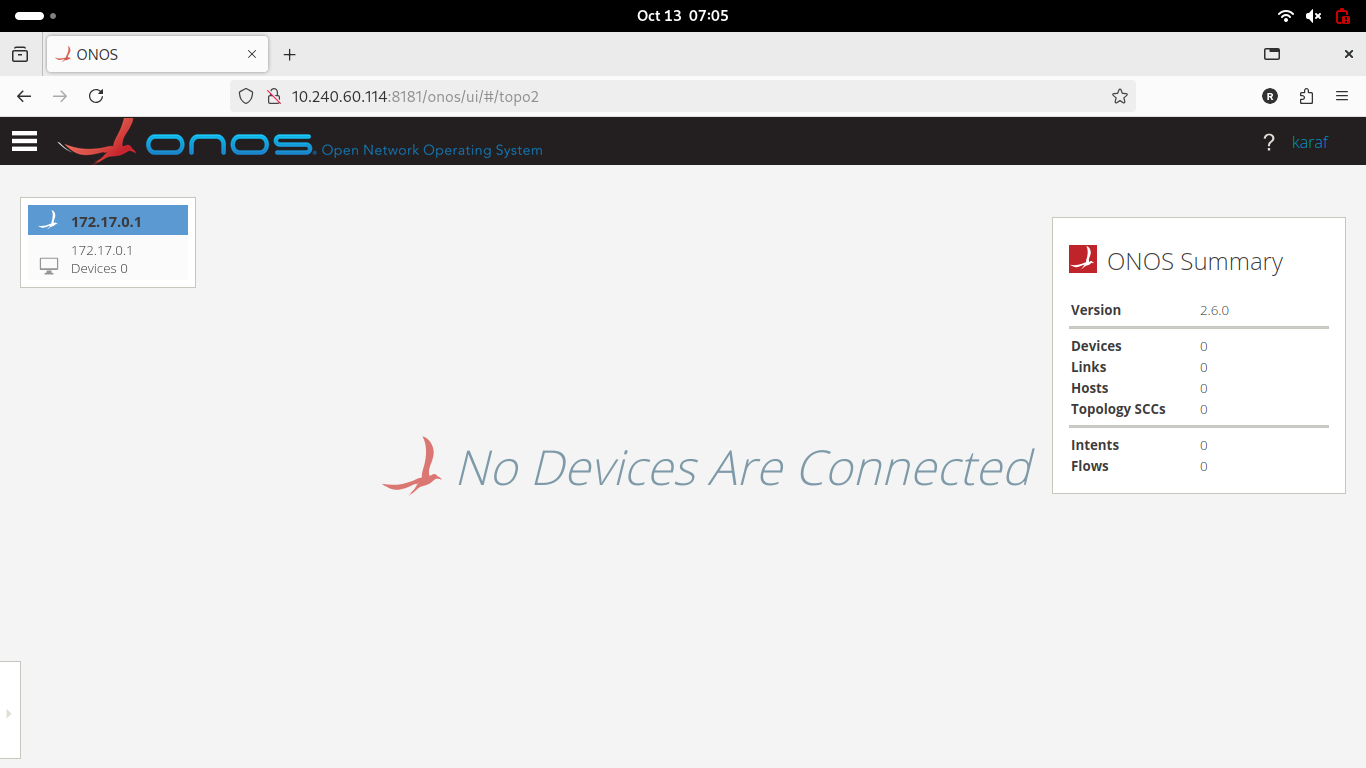 Oct 13 07:05
ONOS
10.240.60.114:8181/onos/ui/#/topo2
R
onos. Open Network Operating System
? karaf
172.17.0.1
172.17.0.1
Devices 0
ONOS Summary
Version 2.6.0
Devices 0
Links 0
Hosts 0
Topology SCCs 0
Intents 0
Flows 0
No Devices Are Connected